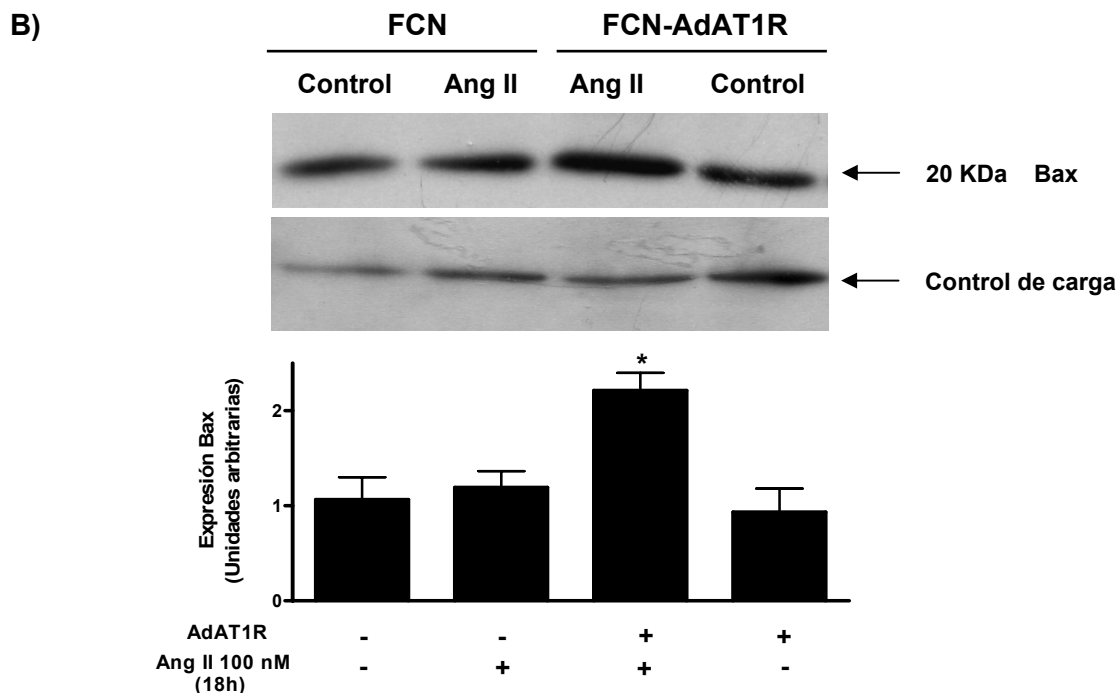 B)
FCN FCN-AdAT1R
Control Ang II Ang II Control
20 KDa Bax
Control de carga
*
Expresión Bax
(Unidades arbitrarias)
2
1
0
AdAT1R - - + +
Ang II 100 nM - + + -
(18h)